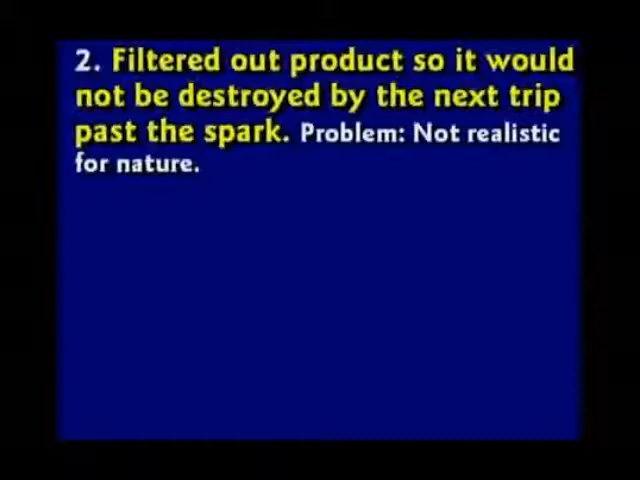 2. Filtered out product so it would
not be destroyed by the next trip
past the spark. Problem: Not realistic
for nature.